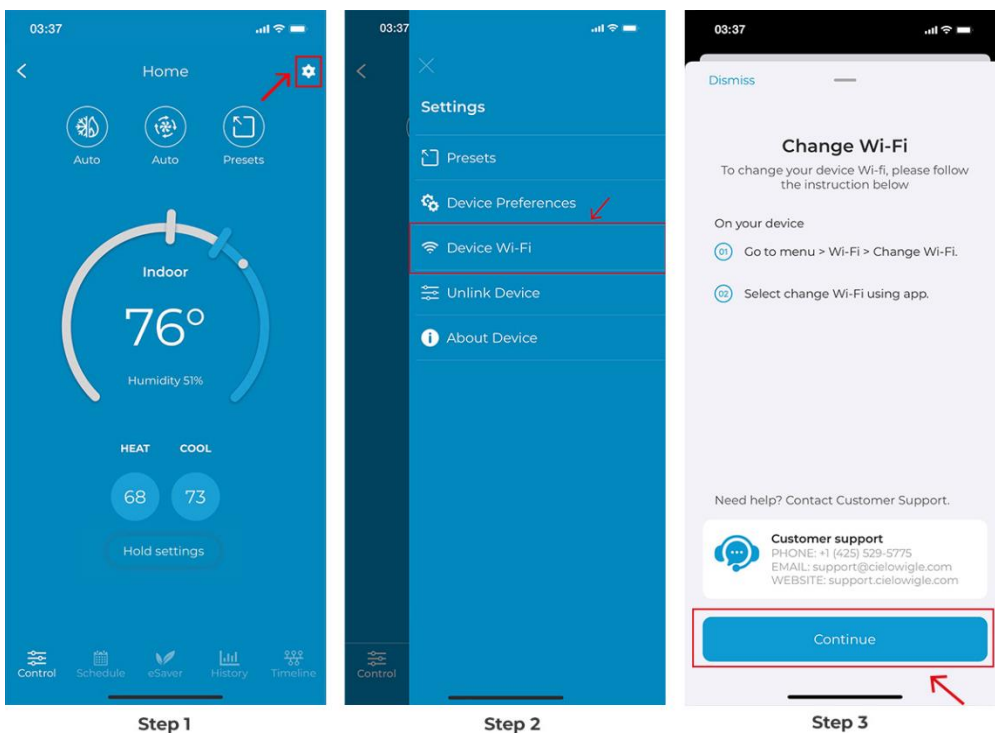 03:37
Home
Auto
Auto
Presets
Indoor
76°
Humidity 51%
HEAT COOL
68 73
Hold settings
Control Schedule eSaver History Timeline
Step 1
03:37
Settings
Presets
Device Preferences
Device Wi-Fi
Unlink Device
About Device
Control
Step 2
03:37
Dismiss
Change Wi-Fi
To change your device Wi-fi, please follow
the instruction below
On your device
01 Go to menu > Wi-Fi > Change Wi-Fi.
02 Select change Wi-Fi using app.
Need help? Contact Customer Support.
Customer support
PHONE: +1 (425) 529-5775
EMAIL: support@cielowigle.com
WEBSITE: support.cielowigle.com
Continue
Step 3